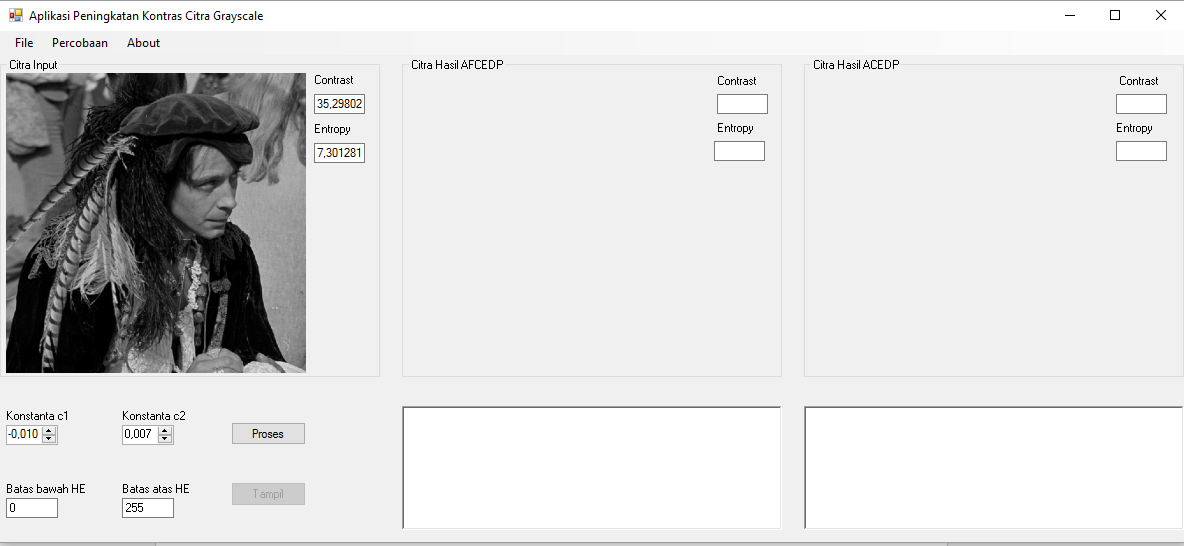 Aplikasi Peningkatan Kontras Citra Grayscale
File Percobaan About
Citra Input
Contrast
35,29802
Entropy
7,301281
Citra Hasil AFCEDP
Contrast
Entropy
Citra Hasil ACEDP
Contrast
Entropy
Konstanta c1 Konstanta c2
-0,010 0,007 Proses
Batas bawah HE Batas atas HE Tampil
0 255